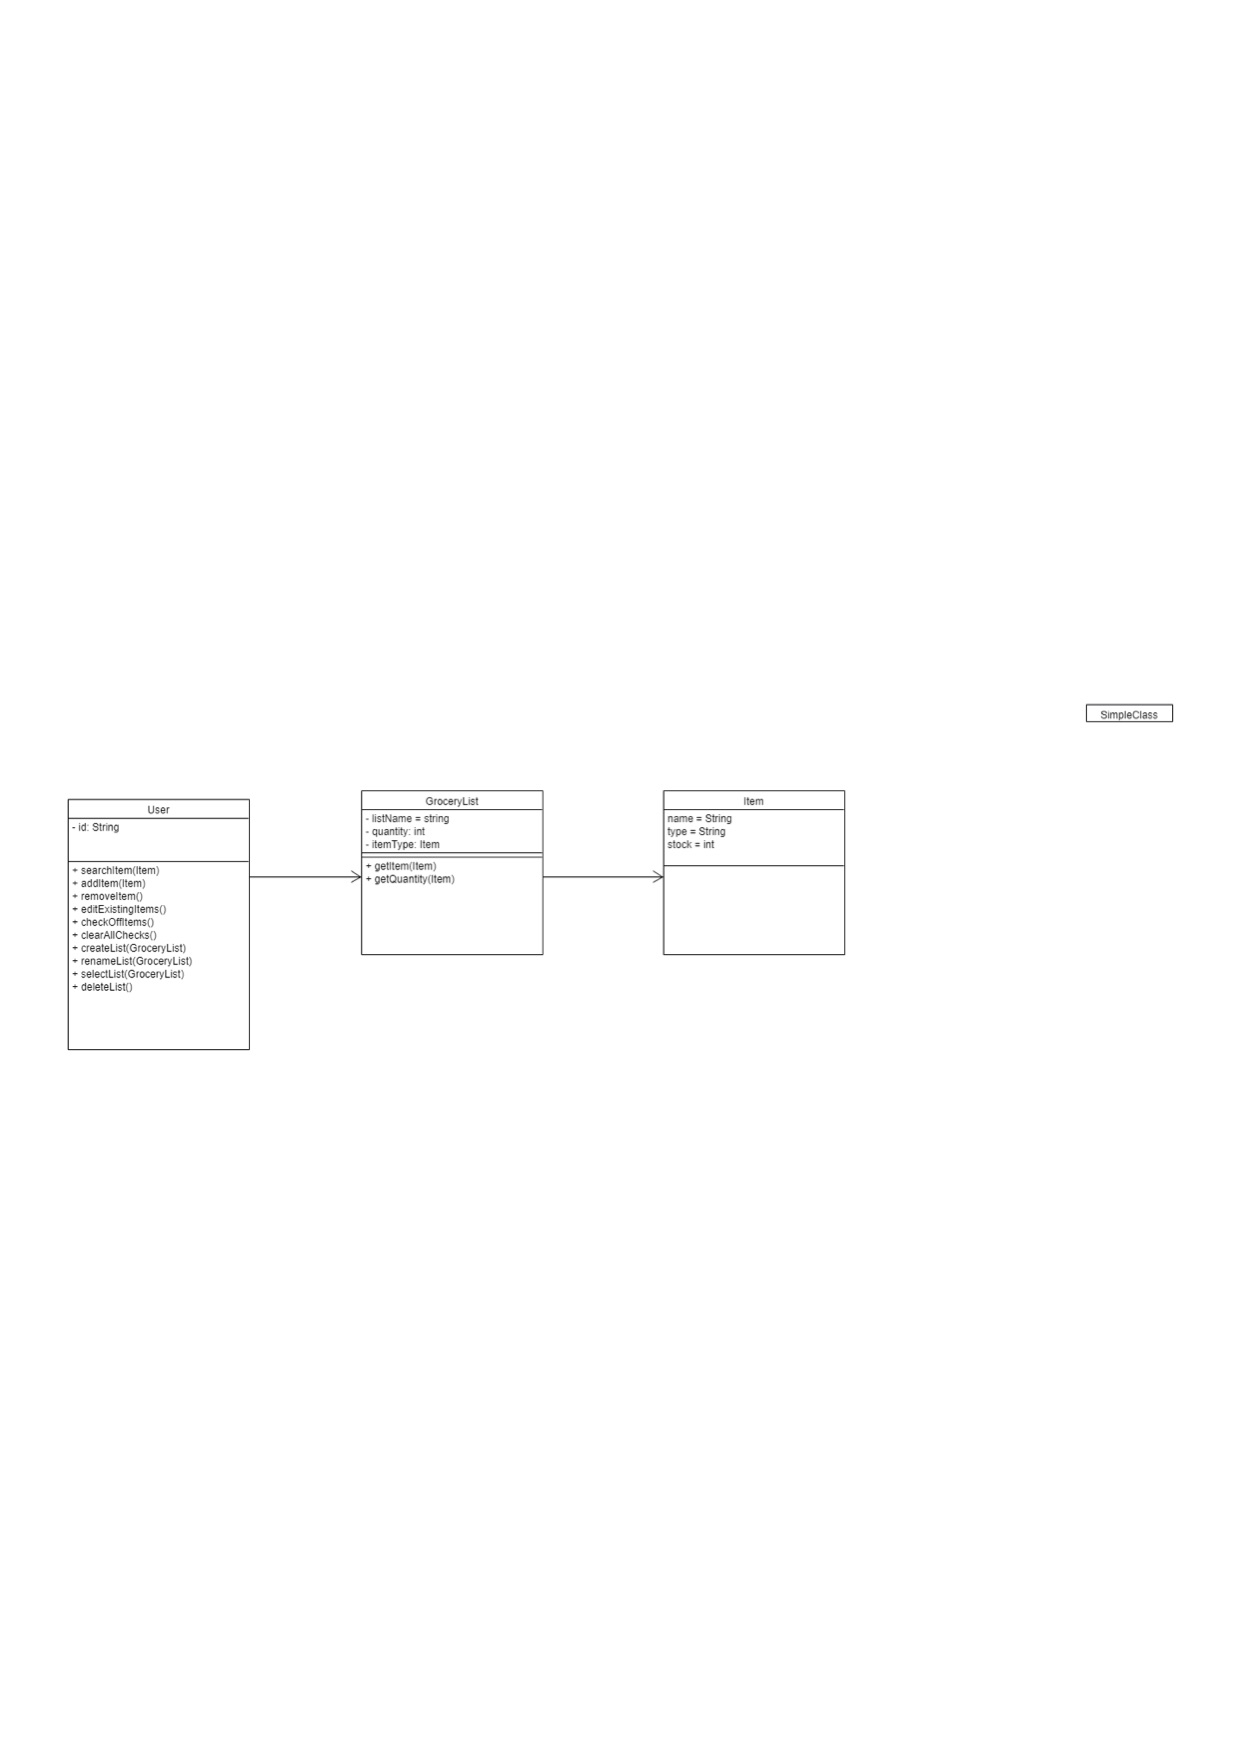 SimpleClass
User
- id: String
+ searchItem(Item)
+ addItem(Item)
+ removeItem()
+ editExistingItems()
+ checkOffItems()
+ clearAllChecks()
+ createList(GroceryList)
+ renameList(GroceryList)
+ selectList(GroceryList)
+ deleteList()
GroceryList
- listName = string
- quantity: int
- itemType: Item
+ getItem(Item)
+ getQuantity(Item)
Item
name = String
type = String
stock = int